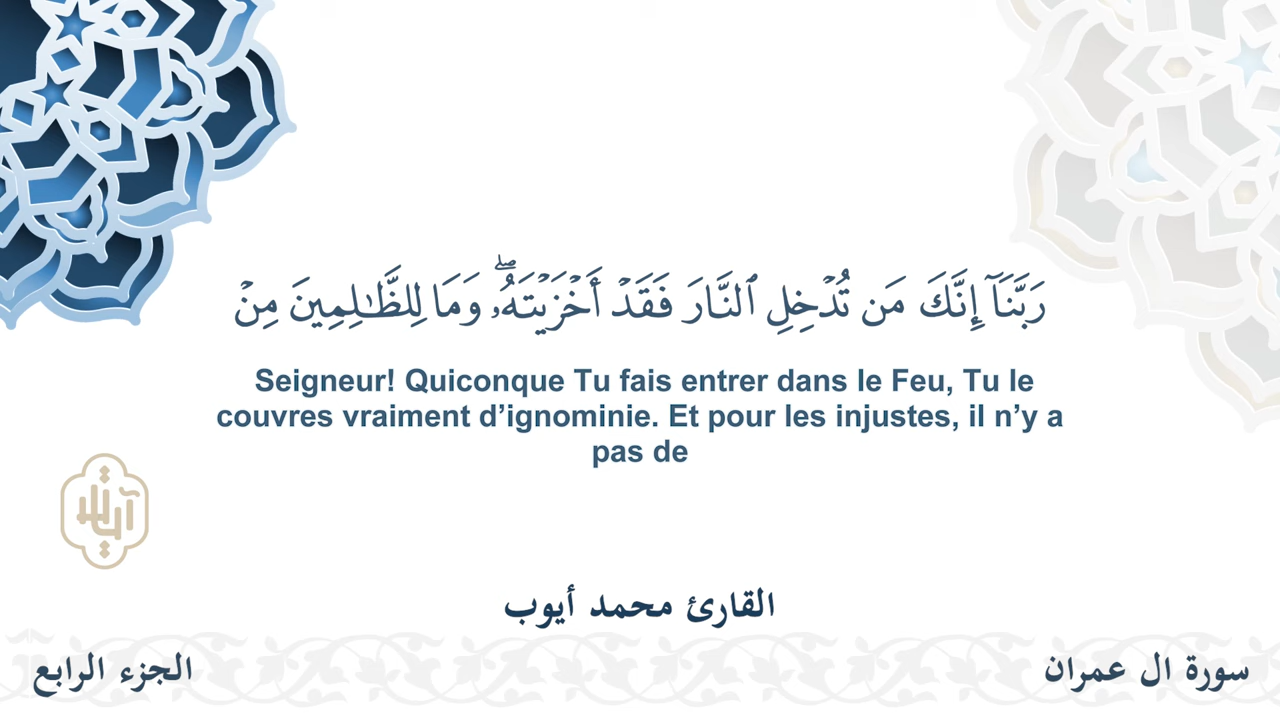 رَبَّنَآ إِنَّكَ مَن تُدْخِلِ ٱلنَّارَ فَقَدْ أَخْزَيْتَهُۥ ۖ وَمَا لِلظَّـٰلِمِينَ مِنْ
Seigneur! Quiconque Tu fais entrer dans le Feu, Tu le
couvres vraiment d’ignominie. Et pour les injustes, il n’y a
pas de
القارئ محمد أيوب
سورة ال عمران
الجزء الرابع